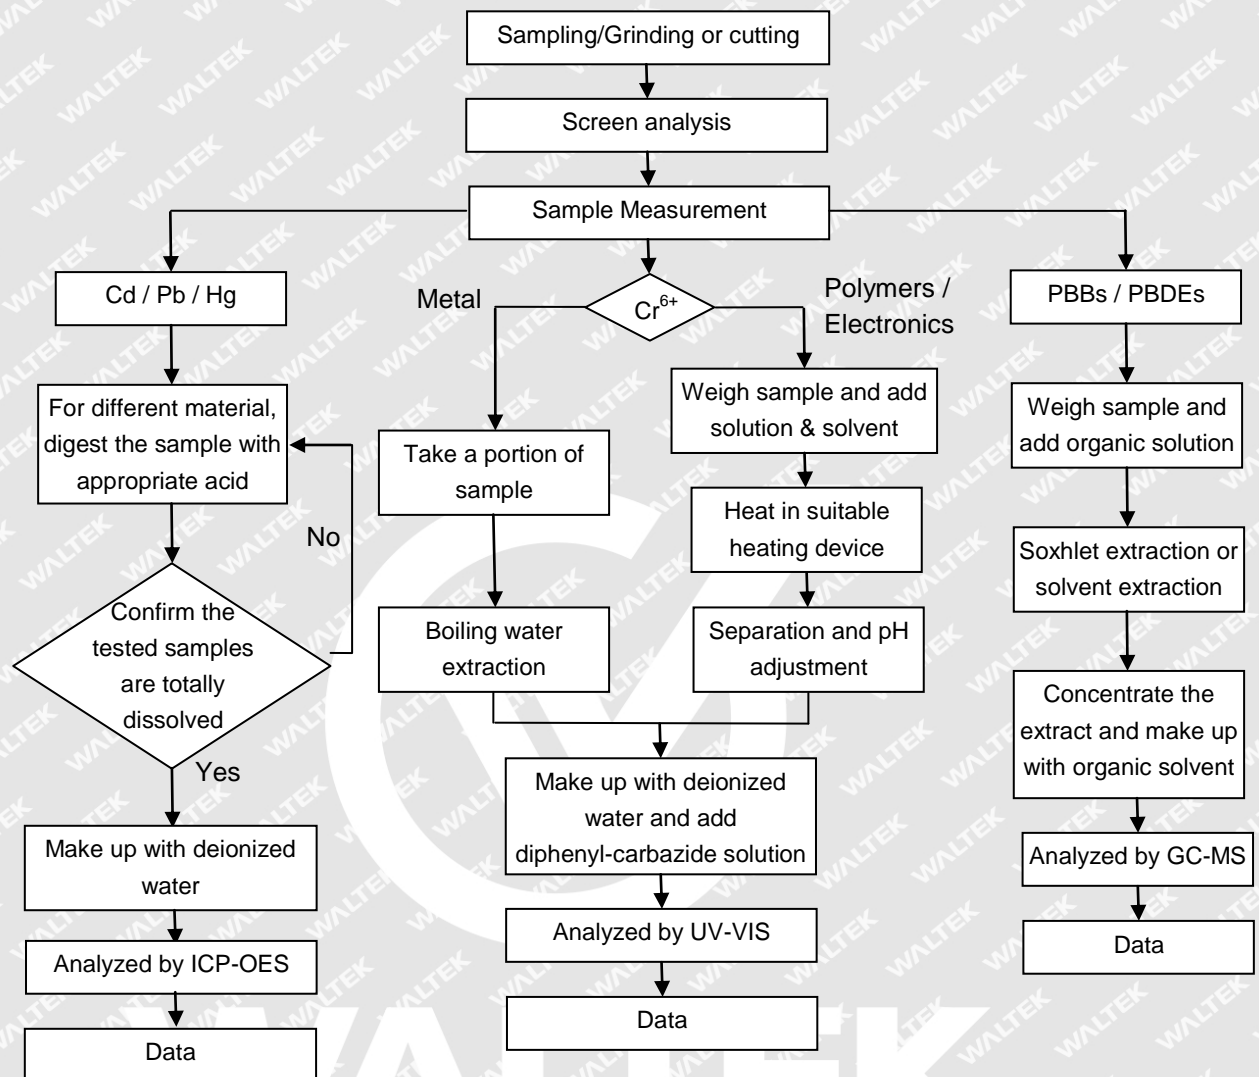 Sampling/Grinding or cutting
Screen analysis
Sample Measurement
Cd / Pb / Hg
For different material,
digest the sample with
appropriate acid
No
Confirm the
tested samples
are totally
dissolved
Yes
Make up with deionized
water
Analyzed by ICP-OES
Data
Cr⁶⁺
Metal
Take a portion of
sample
Boiling water
extraction
Polymers /
Electronics
Weigh sample and add
solution & solvent
Heat in suitable
heating device
Separation and pH
adjustment
Make up with deionized
water and add
diphenyl-carbazide solution
Analyzed by UV-VIS
Data
PBBs / PBDEs
Weigh sample and
add organic solution
Soxhlet extraction or
solvent extraction
Concentrate the
extract and make up
with organic solvent
Analyzed by GC-MS
Data
WALTEK